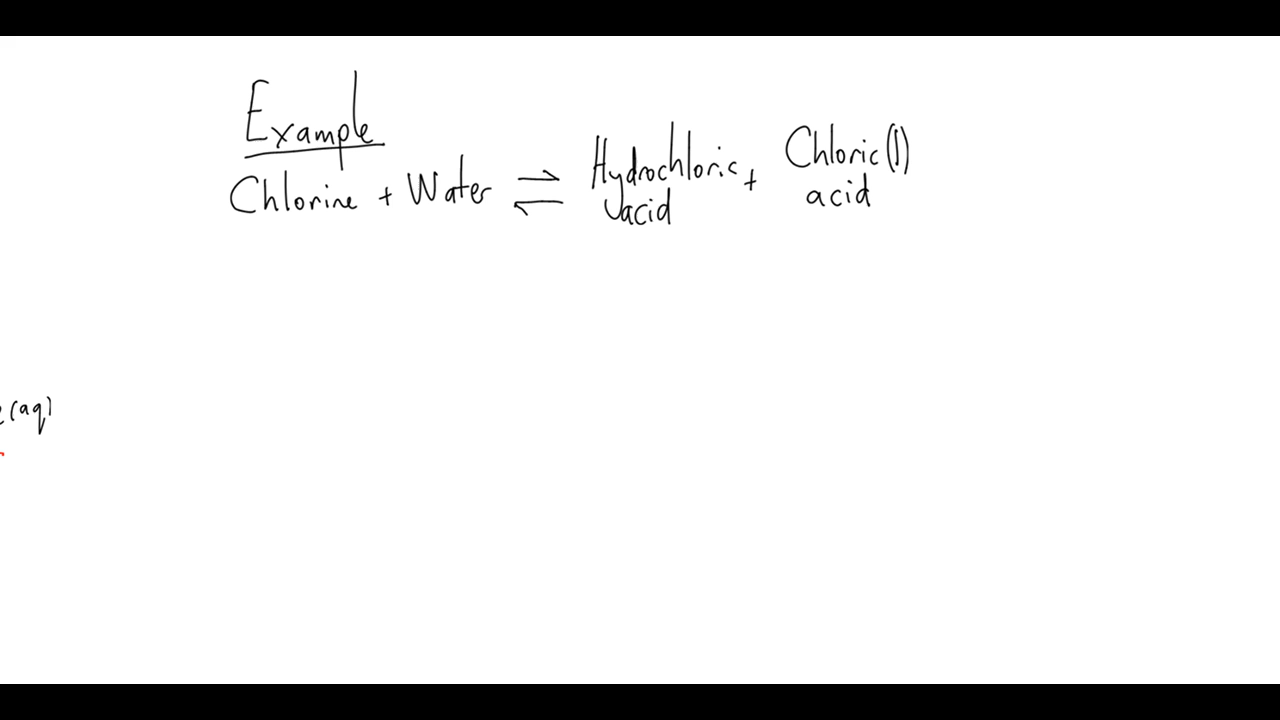 Example
Chlorine + Water ⇌ Hydrochloric acid + Chloric(I) acid
(aq)